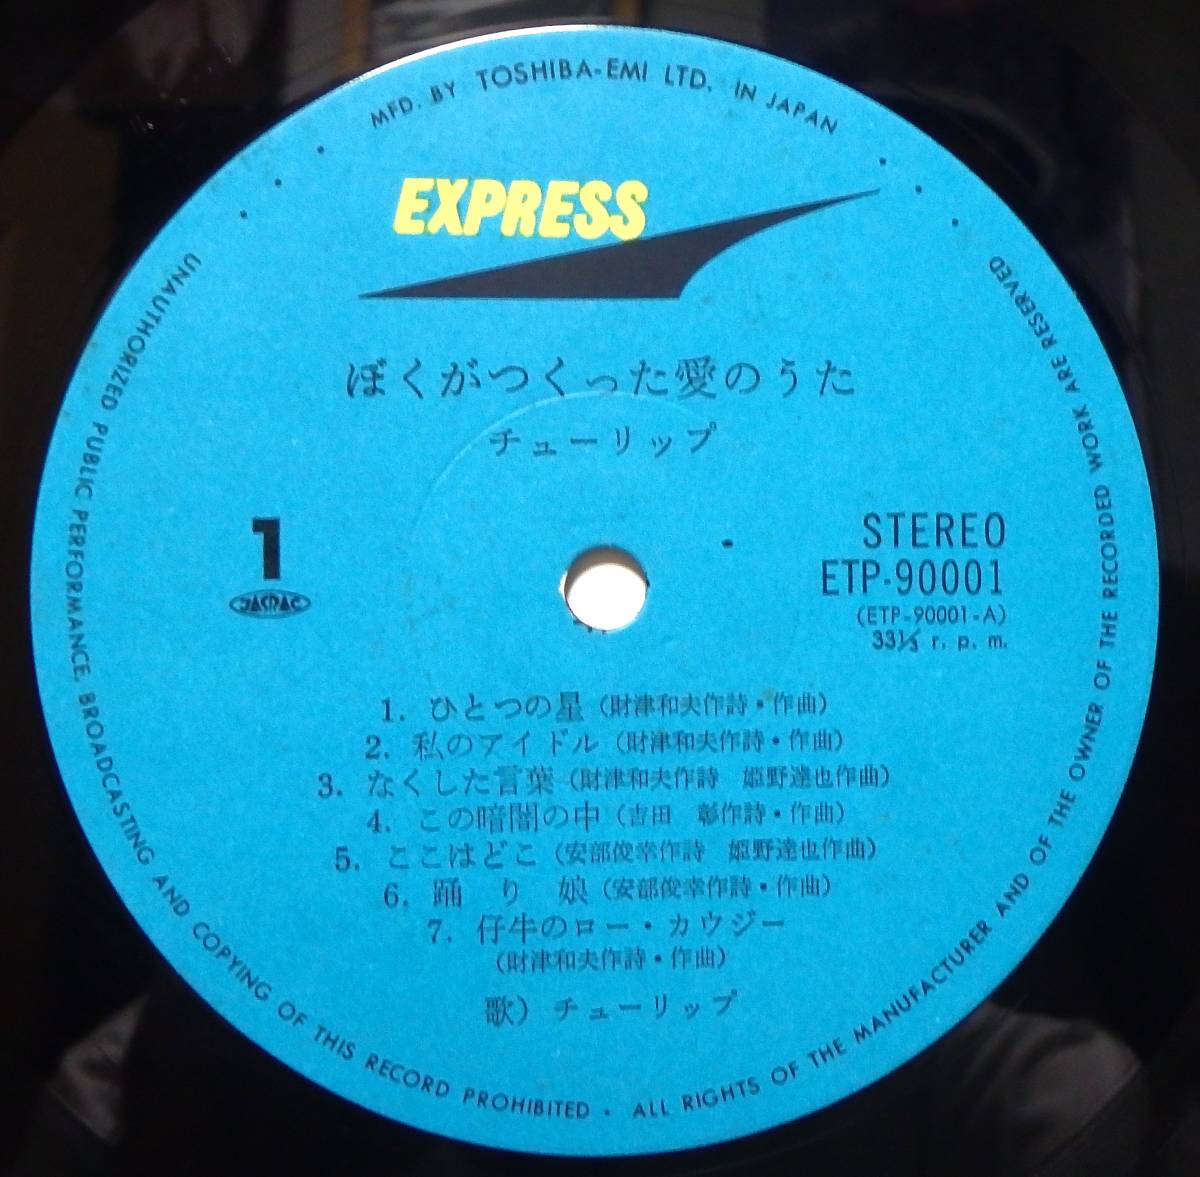 MFD. BY TOSHIBA-EMI LTD. IN JAPAN
EXPRESS
ぼくがつくった愛のうた
チューリップ
1
JASRAC
STEREO
ETP-90001
(ETP-90001-A)
33⅓ r. p. m.
1. ひとつの星（財津和夫作詩・作曲）
2. 私のアイドル（財津和夫作詩・作曲）
3. なくした言葉（財津和夫作詩 姫野達也作曲）
4. この暗闇の中（吉田 彰作詩・作曲）
5. ここはどこ（安部俊幸作詩 姫野達也作曲）
6. 踊り娘（安部俊幸作詩・作曲）
7. 仔牛のロー・カウジー
（財津和夫作詩・作曲）
歌）チューリップ
UNAUTHORIZED PUBLIC PERFORMANCE, BROADCASTING AND COPYING OF THIS RECORD PROHIBITED · ALL RIGHTS OF THE MANUFACTURER AND OF THE OWNER OF THE RECORDED WORK ARE RESERVED